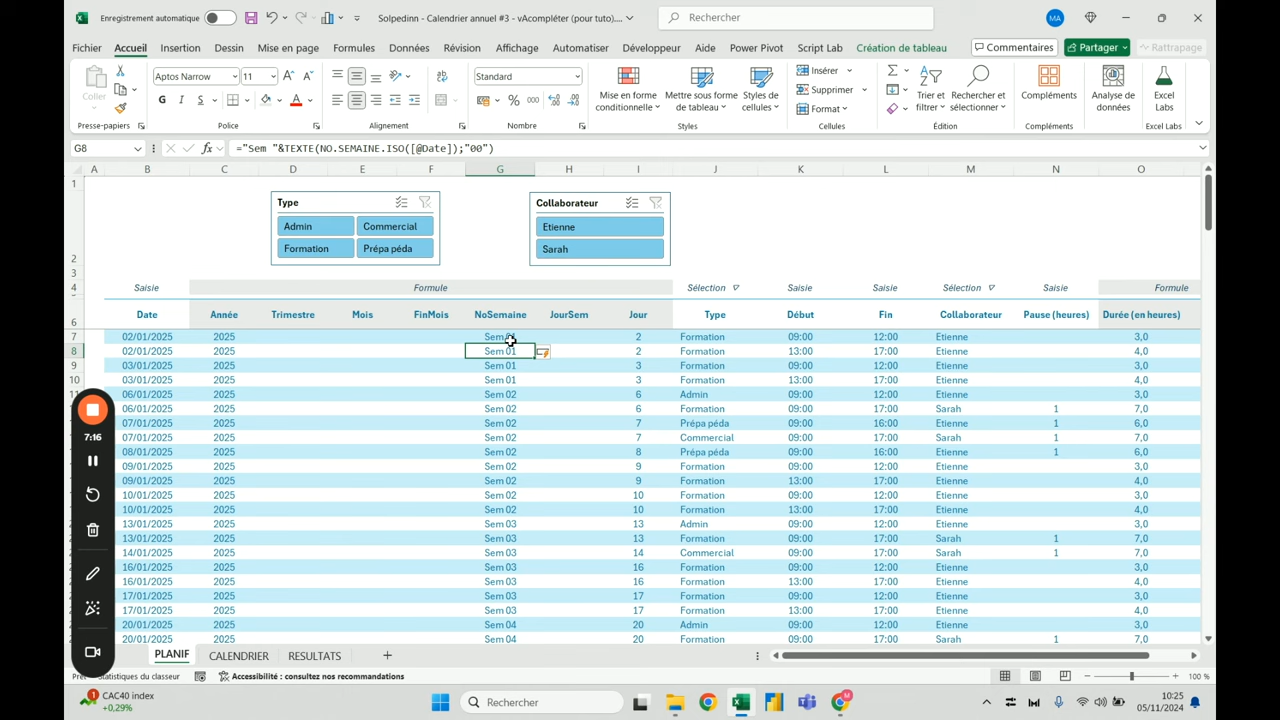 Enregistrement automatique
Solpedinn - Calendrier annuel #3 - vAcompléter (pour tuto)....
Rechercher
MA
Fichier Accueil Insertion Dessin Mise en page Formules Données Révision Affichage Automatiser Développeur Aide Power Pivot Script Lab Création de tableau
Commentaires Partager Rattrapage
Coller
Aptos Narrow 11
Standard
G I S
Mise en forme conditionnelle
Mettre sous forme de tableau
Styles de cellules
Insérer
Supprimer
Format
Trier et filtrer
Rechercher et sélectionner
Compléments
Analyse de données
Excel Labs
Presse-papiers Police Alignement Nombre Styles Cellules Édition Compléments Excel Labs
G8 fx ="Sem "&TEXTE(NO.SEMAINE.ISO([@Date]);"00")
A B C D E F G H I J K L M N O
Type
Admin Commercial
Formation Prépa péda
Collaborateur
Etienne
Sarah
Saisie Formule Sélection Saisie Saisie Sélection Saisie Formule
Date Année Trimestre Mois FinMois NoSemaine JourSem Jour Type Début Fin Collaborateur Pause (heures) Durée (en heures)
7 02/01/2025 2025 2 Formation 09:00 12:00 Etienne 3,0
8 02/01/2025 2025 Sem 01 2 Formation 13:00 17:00 Etienne 4,0
9 03/01/2025 2025 Sem 01 3 Formation 09:00 12:00 Etienne 3,0
10 03/01/2025 2025 Sem 01 3 Formation 13:00 17:00 Etienne 4,0
06/01/2025 2025 Sem 02 6 Admin 09:00 12:00 Etienne 3,0
06/01/2025 2025 Sem 02 6 Formation 09:00 17:00 Sarah 1 7,0
07/01/2025 2025 Sem 02 7 Prépa péda 09:00 16:00 Etienne 1 6,0
07/01/2025 2025 Sem 02 7 Commercial 09:00 17:00 Sarah 1 7,0
08/01/2025 2025 Sem 02 8 Prépa péda 09:00 16:00 Etienne 1 6,0
09/01/2025 2025 Sem 02 9 Formation 09:00 12:00 Etienne 3,0
09/01/2025 2025 Sem 02 9 Formation 13:00 17:00 Etienne 4,0
10/01/2025 2025 Sem 02 10 Formation 09:00 12:00 Etienne 3,0
10/01/2025 2025 Sem 02 10 Formation 13:00 17:00 Etienne 4,0
13/01/2025 2025 Sem 03 13 Admin 09:00 12:00 Etienne 3,0
13/01/2025 2025 Sem 03 13 Formation 09:00 17:00 Sarah 1 7,0
14/01/2025 2025 Sem 03 14 Commercial 09:00 17:00 Sarah 1 7,0
16/01/2025 2025 Sem 03 16 Formation 09:00 12:00 Etienne 3,0
16/01/2025 2025 Sem 03 16 Formation 13:00 17:00 Etienne 4,0
17/01/2025 2025 Sem 03 17 Formation 09:00 12:00 Etienne 3,0
17/01/2025 2025 Sem 03 17 Formation 13:00 17:00 Etienne 4,0
20/01/2025 2025 Sem 04 20 Admin 09:00 12:00 Etienne 3,0
20/01/2025 2025 Sem 04 20 Formation 09:00 17:00 Sarah 1 7,0
7:16
PLANIF CALENDRIER RESULTATS
Prêt Statistiques du classeur Accessibilité : consultez nos recommandations 100 %
CAC40 index
+0,29%
Rechercher
10:25
05/11/2024